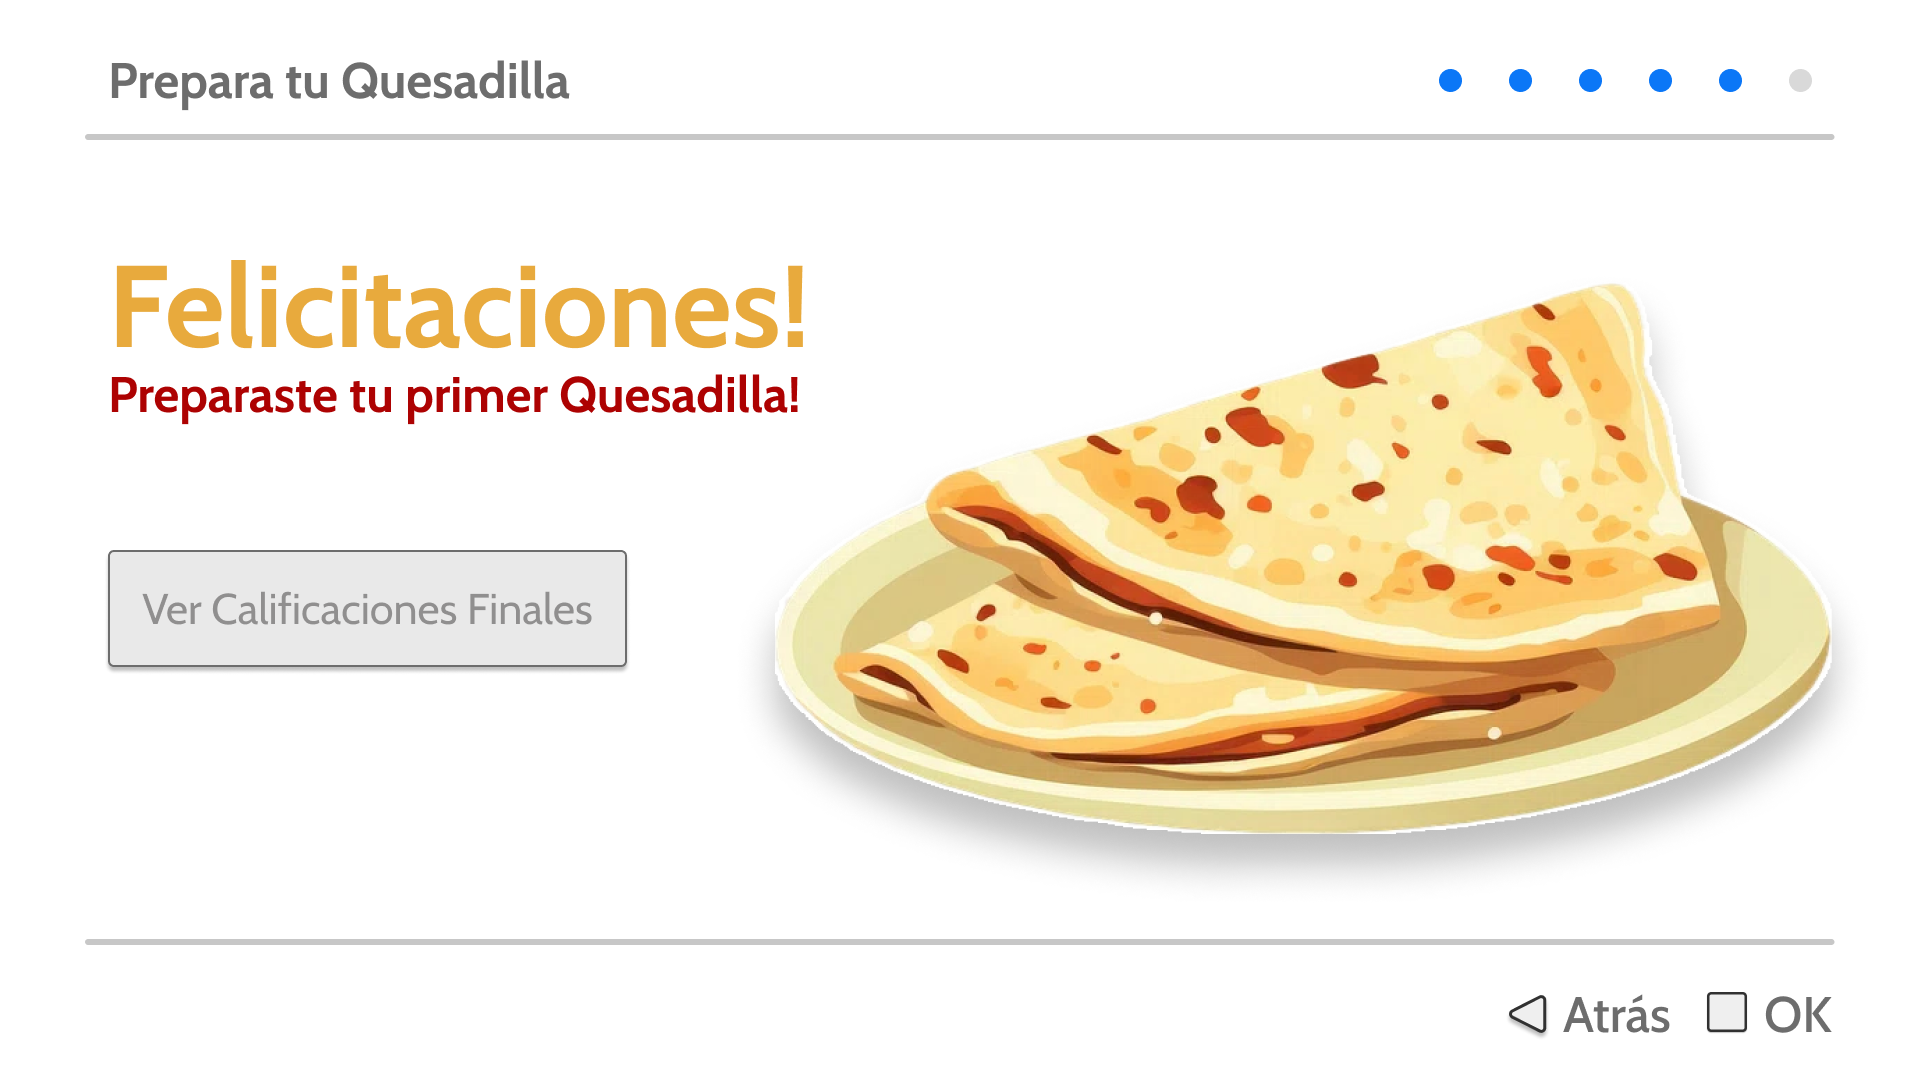 Prepara tu Quesadilla
Felicitaciones!
Preparaste tu primer Quesadilla!
Ver Calificaciones Finales
Atrás OK